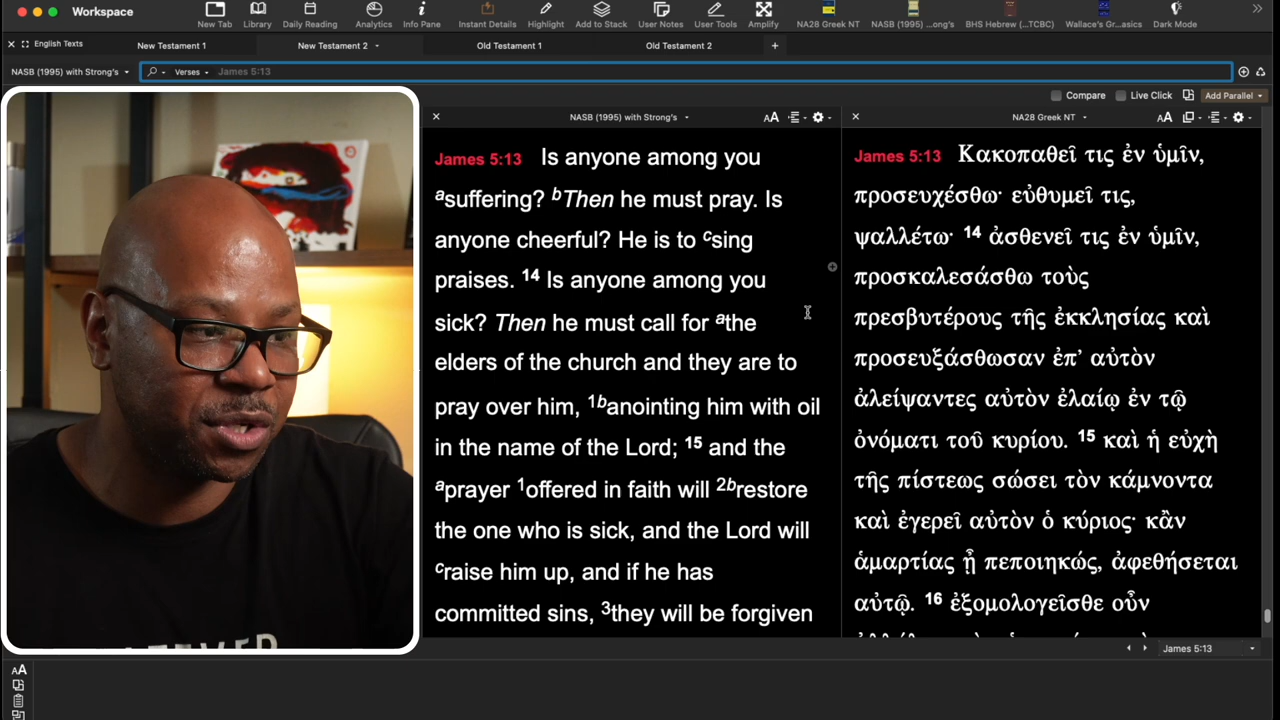 Workspace
New Tab
Library
Daily Reading
Analytics
Info Pane
Instant Details
Highlight
Add to Stack
User Notes
User Tools
Amplify
NA28 Greek NT
NASB (1995) ...ong's
BHS Hebrew (...TCBC)
Wallace's Gr...asics
Dark Mode
English Texts
New Testament 1
New Testament 2
Old Testament 1
Old Testament 2
NASB (1995) with Strong's
Verses
James 5:13
Compare
Live Click
Add Parallel
NASB (1995) with Strong's
James 5:13 Is anyone among you
asuffering? bThen he must pray. Is
anyone cheerful? He is to csing
praises. 14 Is anyone among you
sick? Then he must call for athe
elders of the church and they are to
pray over him, 1banointing him with oil
in the name of the Lord; 15 and the
aprayer 1offered in faith will 2brestore
the one who is sick, and the Lord will
craise him up, and if he has
committed sins, 3they will be forgiven
NA28 Greek NT
James 5:13 Κακοπαθεῖ τις ἐν ὑμῖν,
προσευχέσθω· εὐθυμεῖ τις,
ψαλλέτω· 14 ἀσθενεῖ τις ἐν ὑμῖν,
προσκαλεσάσθω τοὺς
πρεσβυτέρους τῆς ἐκκλησίας καὶ
προσευξάσθωσαν ἐπ’ αὐτὸν
ἀλείψαντες αὐτὸν ἐλαίῳ ἐν τῷ
ὀνόματι τοῦ κυρίου. 15 καὶ ἡ εὐχὴ
τῆς πίστεως σώσει τὸν κάμνοντα
καὶ ἐγερεῖ αὐτὸν ὁ κύριος· κἂν
ἁμαρτίας ᾖ πεποιηκώς, ἀφεθήσεται
αὐτῷ. 16 ἐξομολογεῖσθε οὖν
James 5:13